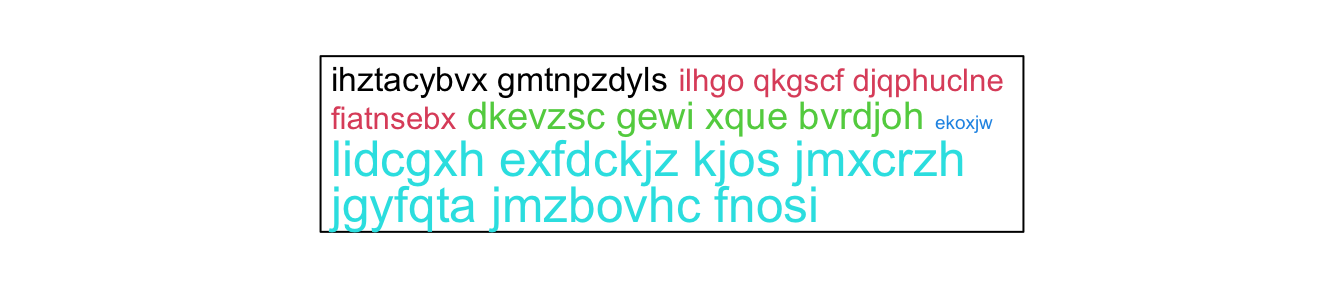 ihztacybvx gmtnpzdyls ilhgo qkgscf djqphuclne
fiatnsebx dkevzsc gewi xque bvrdjoh ekoxjw
lidcgxh exfdckjz kjos jmxcrzh
jgyfqta jmzbovhc fnosi